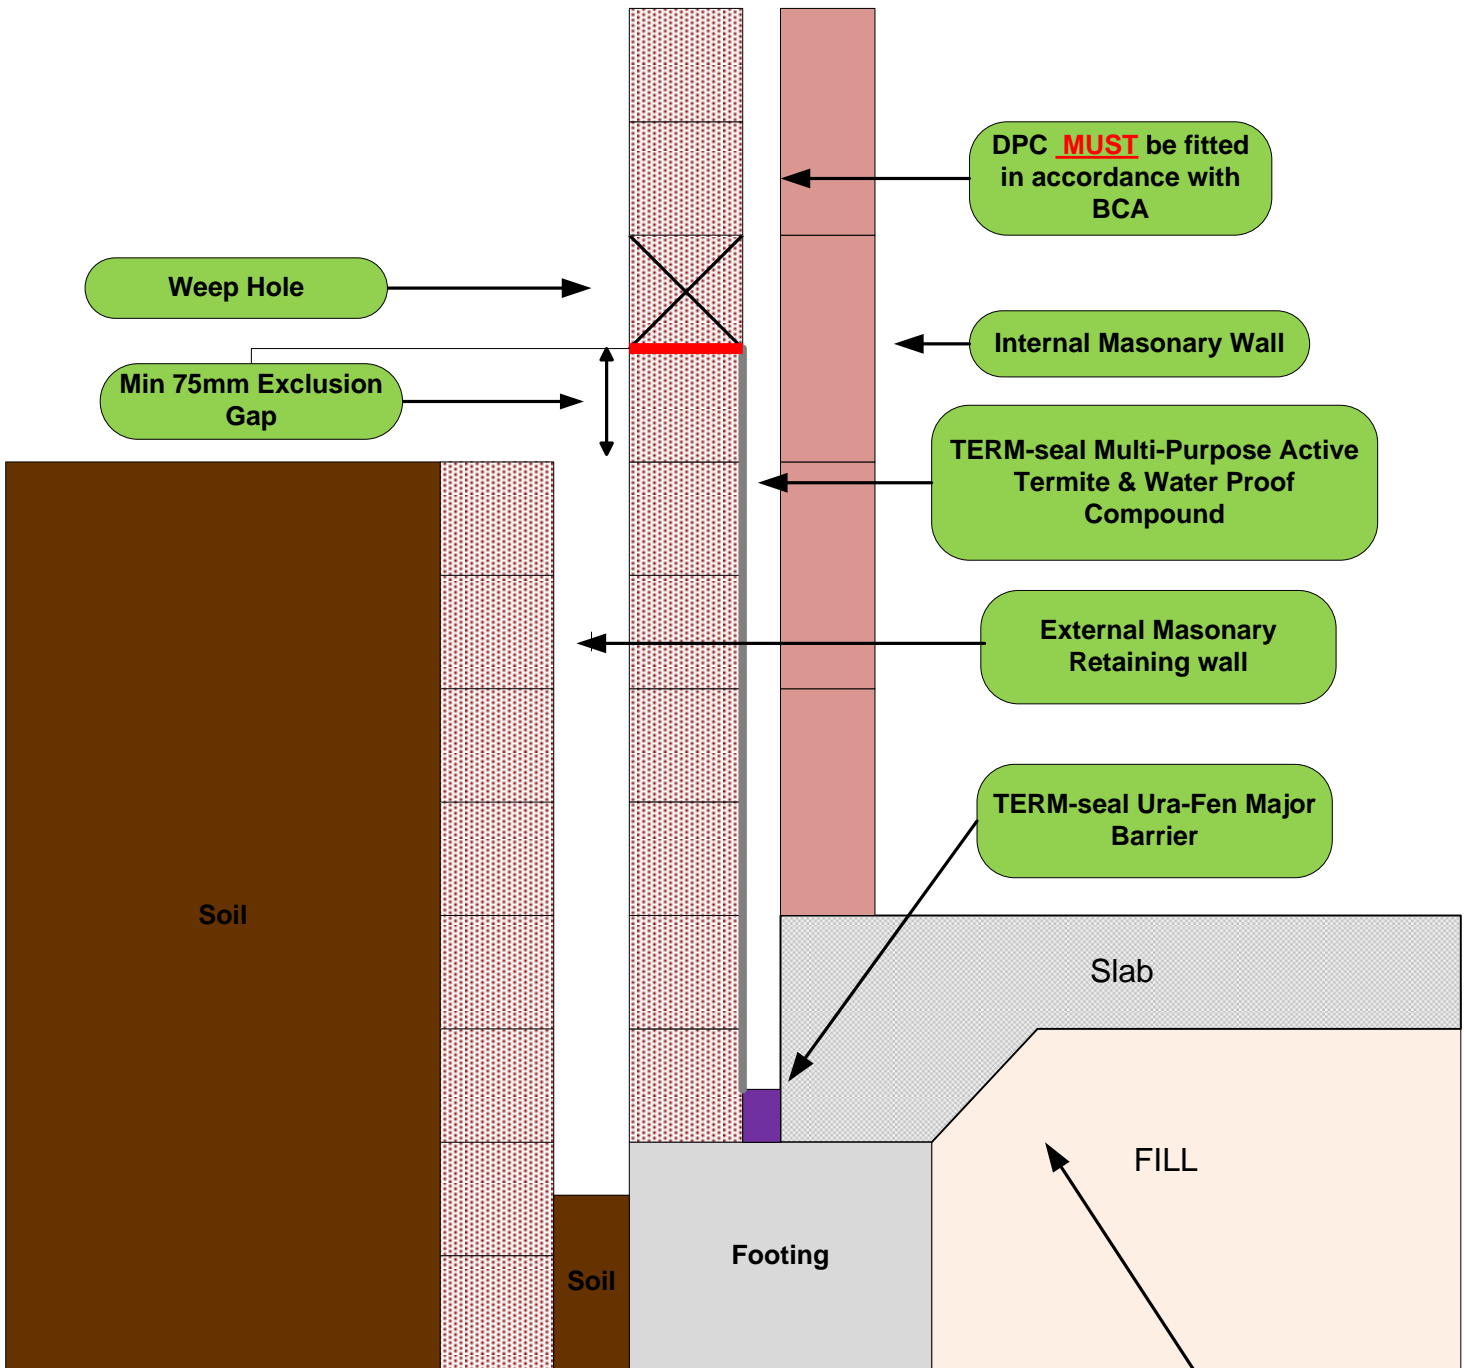 DPC MUST be fitted
in accordance with
BCA
Weep Hole
Internal Masonary Wall
Min 75mm Exclusion
Gap
TERM-seal Multi-Purpose Active
Termite & Water Proof
Compound
External Masonary
Retaining wall
TERM-seal Ura-Fen Major
Barrier
Soil
Slab
FILL
Footing
Soil